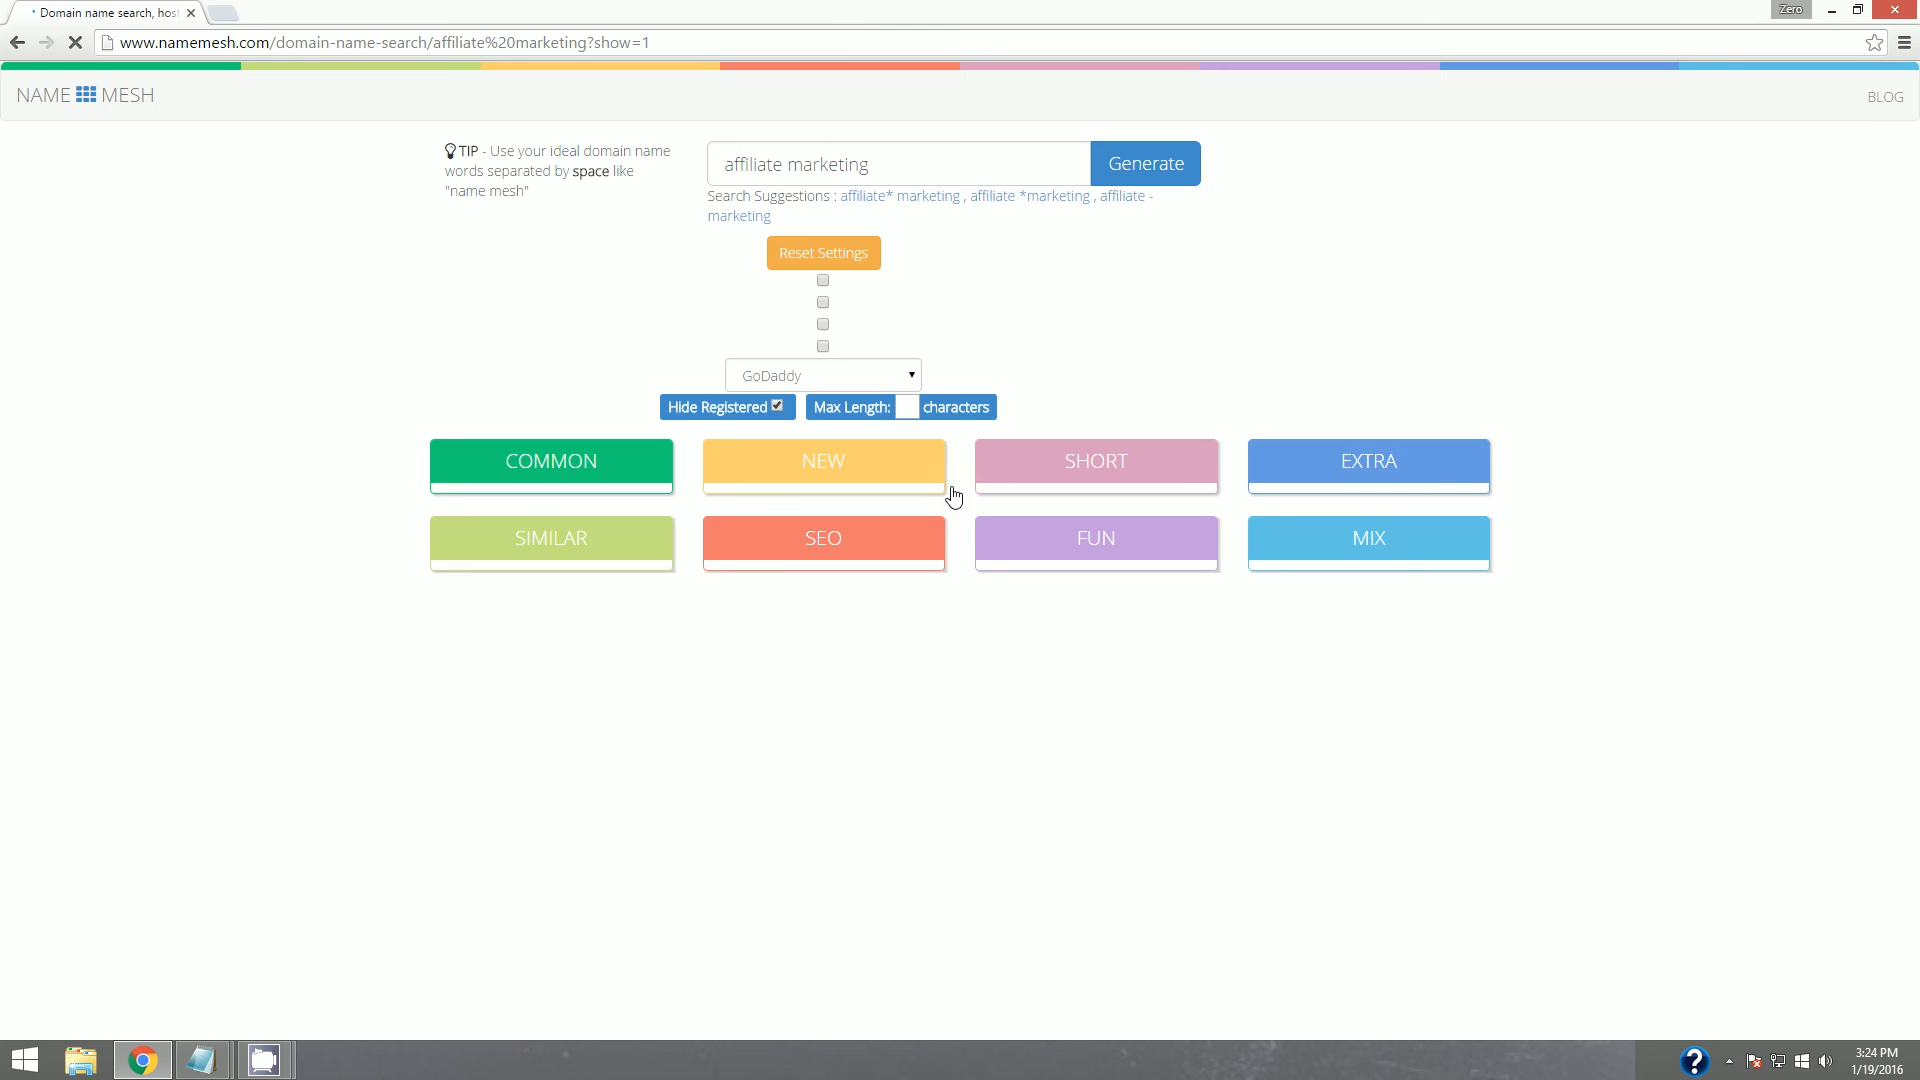 Domain name search, hos
Zero
www.namemesh.com/domain-name-search/affiliate%20marketing?show=1
NAME MESH
BLOG
TIP - Use your ideal domain name
words separated by space like
"name mesh"
affiliate marketing
Generate
Search Suggestions : affiliate* marketing , affiliate *marketing , affiliate -
marketing
Reset Settings
GoDaddy
Hide Registered
Max Length: characters
COMMON
NEW
SHORT
EXTRA
SIMILAR
SEO
FUN
MIX
3:24 PM
1/19/2016